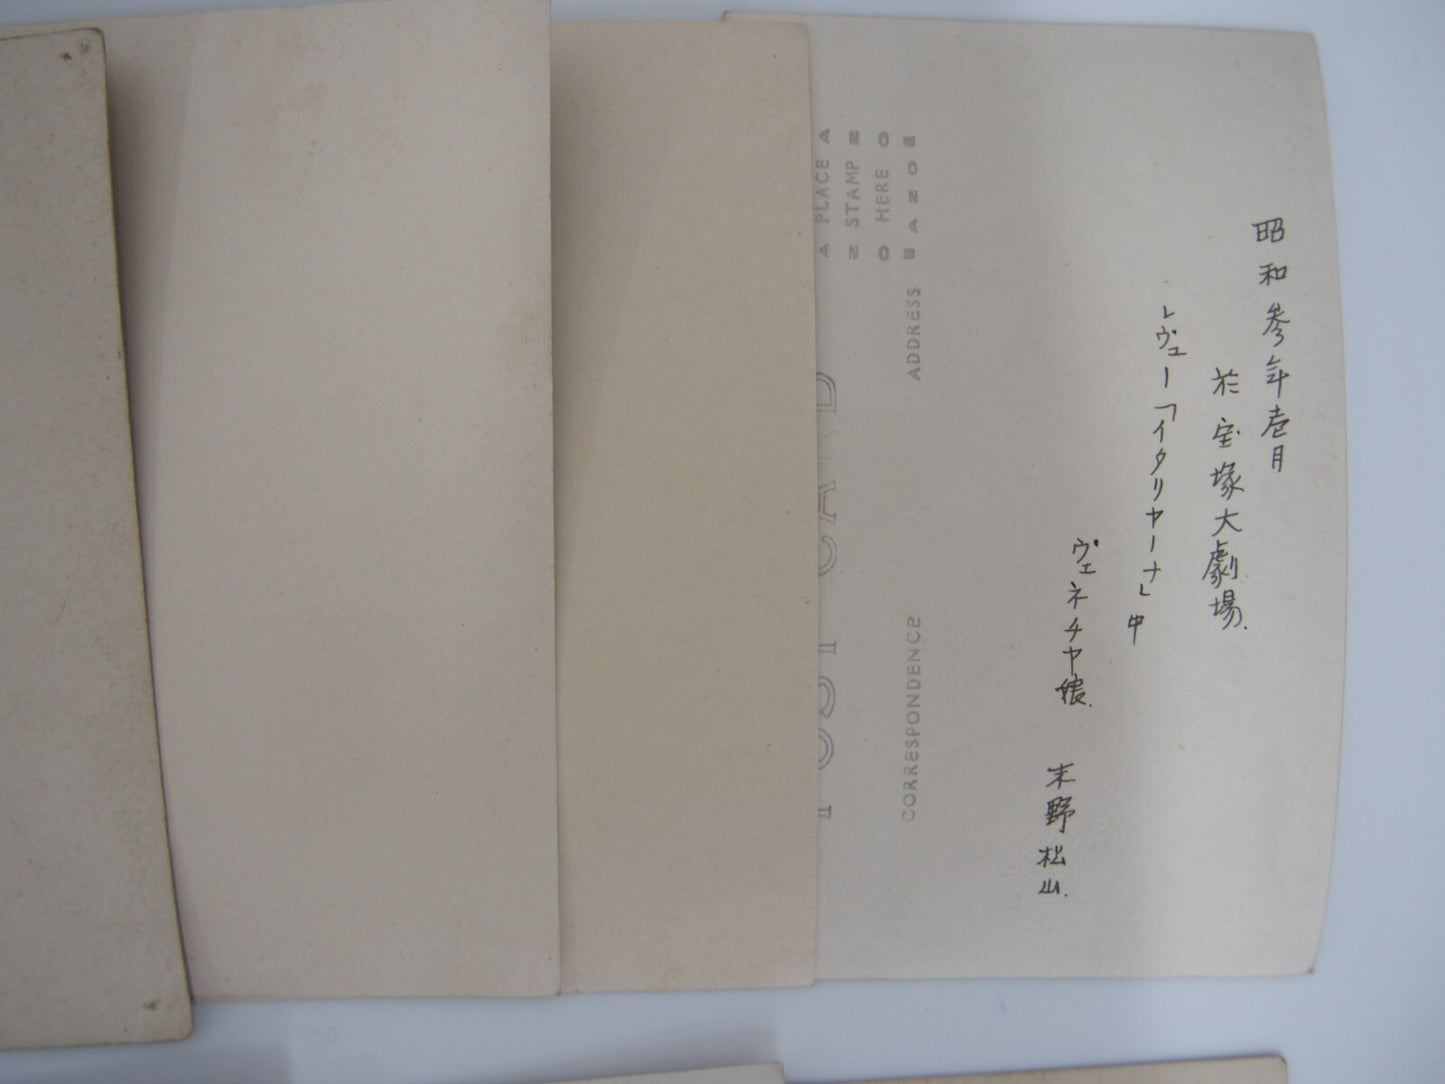 昭和参年壱月
於宝塚大劇場.
レヴュー「イタリヤーナ」中
ヴェネチヤ娘.
末野松山.
A PLACE A
N STAMP N
O HERE O
ADDRESS
CORRESPONDENCE
POST CARD